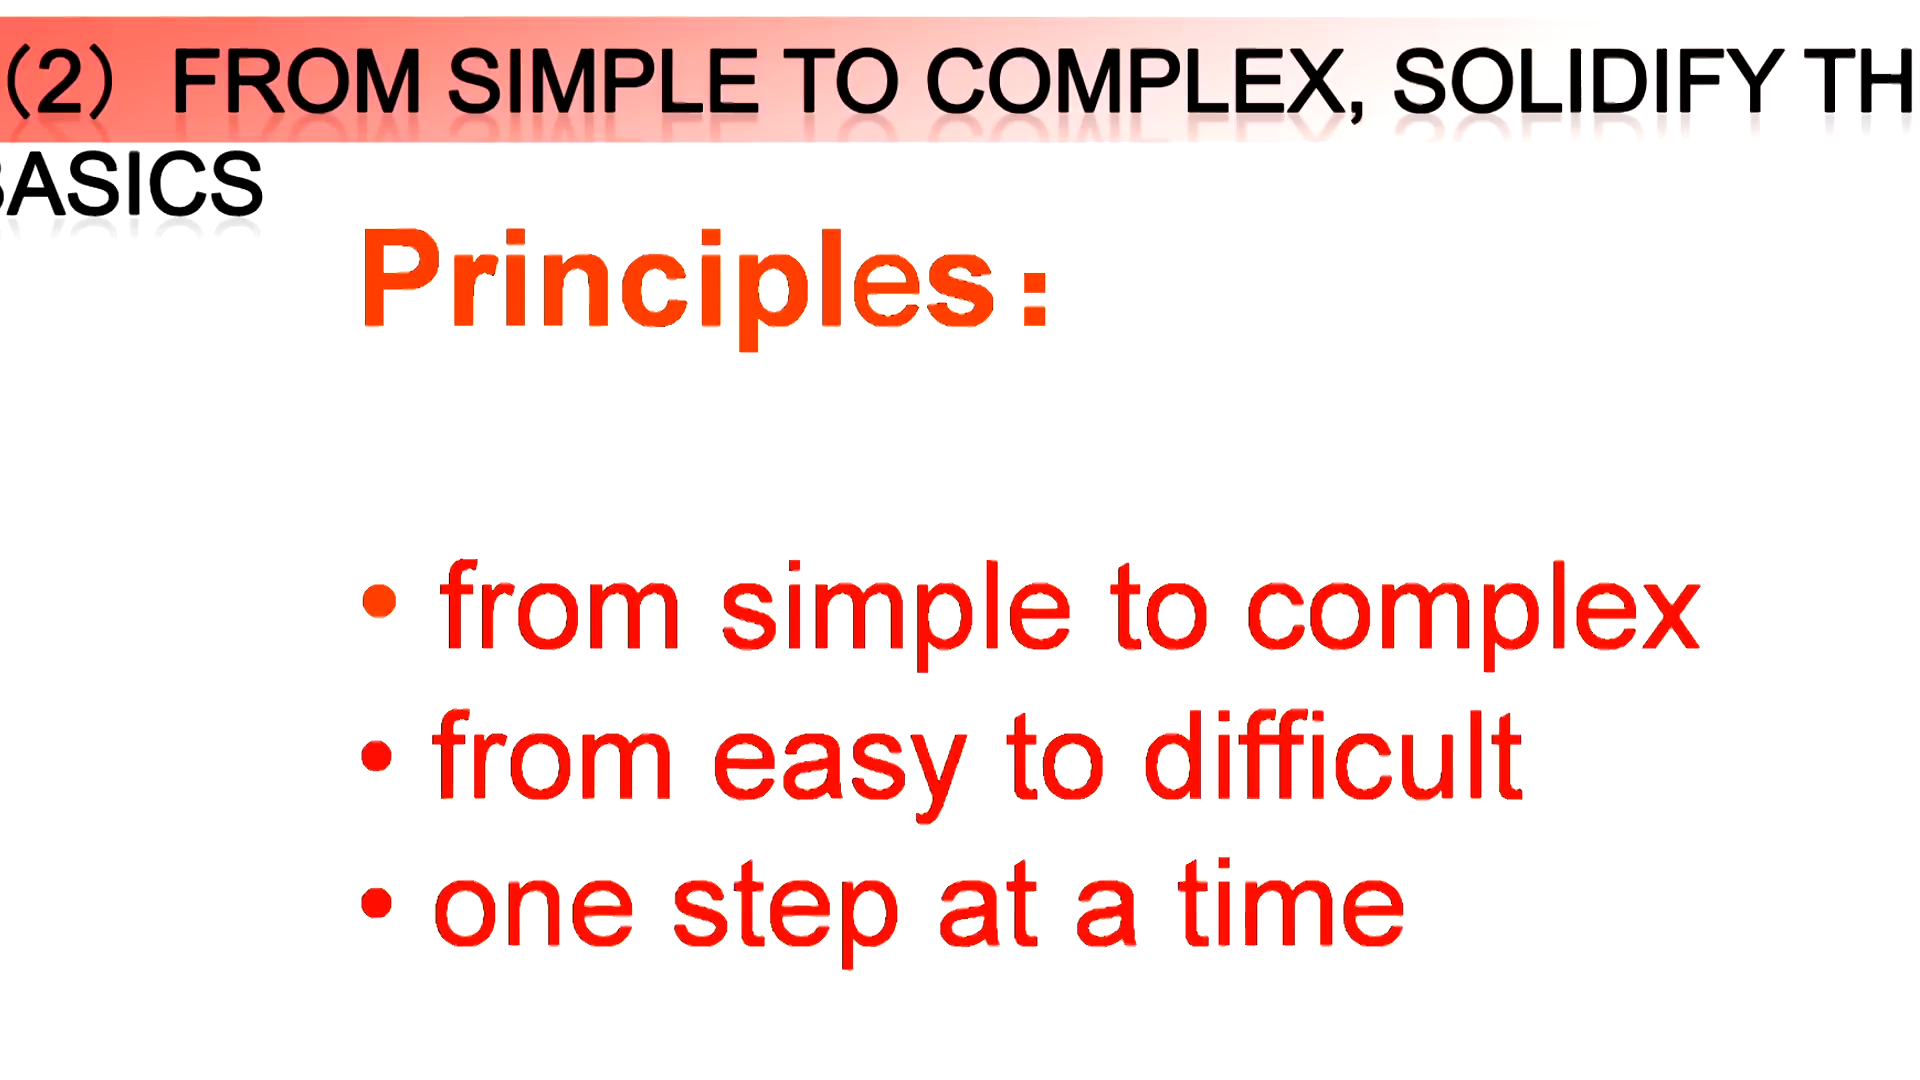 （2） FROM SIMPLE TO COMPLEX, SOLIDIFY TH
BASICS
Principles：
• from simple to complex
• from easy to difficult
• one step at a time